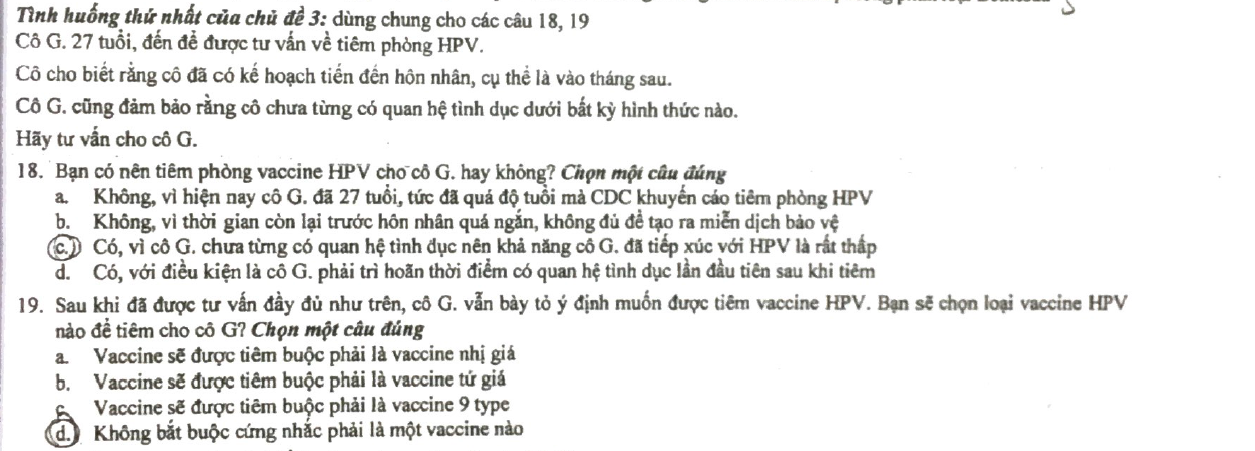 Tình huống thứ nhất của chủ đề 3: dùng chung cho các câu 18, 19
Cô G. 27 tuổi, đến để được tư vấn về tiêm phòng HPV.
Cô cho biết rằng cô đã có kế hoạch tiến đến hôn nhân, cụ thể là vào tháng sau.
Cô G. cũng đảm bảo rằng cô chưa từng có quan hệ tình dục dưới bất kỳ hình thức nào.
Hãy tư vấn cho cô G.
18. Bạn có nên tiêm phòng vaccine HPV cho cô G. hay không? Chọn một câu đúng
a. Không, vì hiện nay cô G. đã 27 tuổi, tức đã quá độ tuổi mà CDC khuyến cáo tiêm phòng HPV
b. Không, vì thời gian còn lại trước hôn nhân quá ngắn, không đủ để tạo ra miễn dịch bảo vệ
c. Có, vì cô G. chưa từng có quan hệ tình dục nên khả năng cô G. đã tiếp xúc với HPV là rất thấp
d. Có, với điều kiện là cô G. phải trì hoãn thời điểm có quan hệ tình dục lần đầu tiên sau khi tiêm
19. Sau khi đã được tư vấn đầy đủ như trên, cô G. vẫn bày tỏ ý định muốn được tiêm vaccine HPV. Bạn sẽ chọn loại vaccine HPV
nào để tiêm cho cô G? Chọn một câu đúng
a. Vaccine sẽ được tiêm buộc phải là vaccine nhị giá
b. Vaccine sẽ được tiêm buộc phải là vaccine tứ giá
c. Vaccine sẽ được tiêm buộc phải là vaccine 9 type
d. Không bắt buộc cứng nhắc phải là một vaccine nào